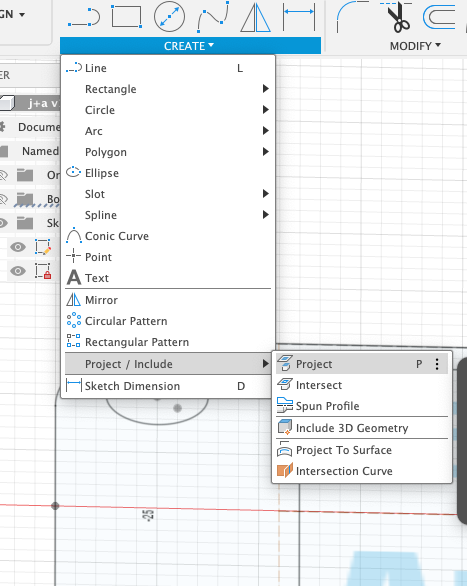 GN ▾
CREATE ▾
MODIFY ▾
ER
j+a v
Docume
Named
Or
Bo
Sk
Line L
Rectangle
Circle
Arc
Polygon
Ellipse
Slot
Spline
Conic Curve
Point
Text
Mirror
Circular Pattern
Rectangular Pattern
Project / Include
Sketch Dimension D
Project P
Intersect
Spun Profile
Include 3D Geometry
Project To Surface
Intersection Curve
-25